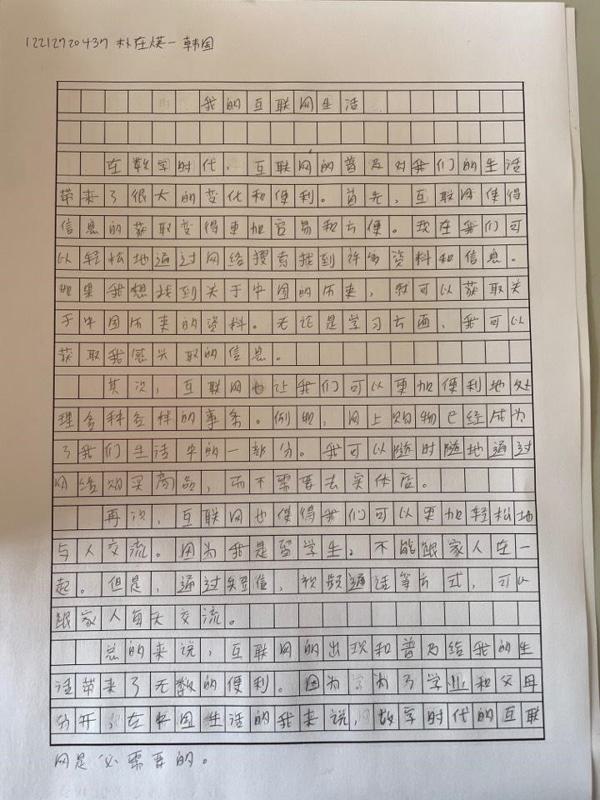 12212720437 朴在煐一韩国
我的互联网生活
在数字时代，互联网的普及对我们的生活
带来了很大的变化和便利。首先，互联网使得
信息的获取变得更加容易和方便。现在我们可
以轻松地通过网络搜索找到许多资料和信息。
如果我想找到关于中国的历来，就可以获取关
于中国历来的资料。无论是学习方面，我可以
获取我感兴取的信息。
其次，互联网也让我们可以更加便利地处
理各种各样的事务。例如，网上购物已经成为
了我们生活中的一部分。我可以随时随地通过
网络购买商品，而不需要去实体店。
再次，互联网也使得我们可以更加轻松地
与人交流。因为我是留学生，不能跟家人在一
起。但是，通过微信，视频通话等方式，可以
跟家人每天交流。
总的来说，互联网的出现和普及给我的生
活带来了无数的便利。因为为了学业和父母
分开，在中国生活的我来说，数字时代的互联
网是必需要的。